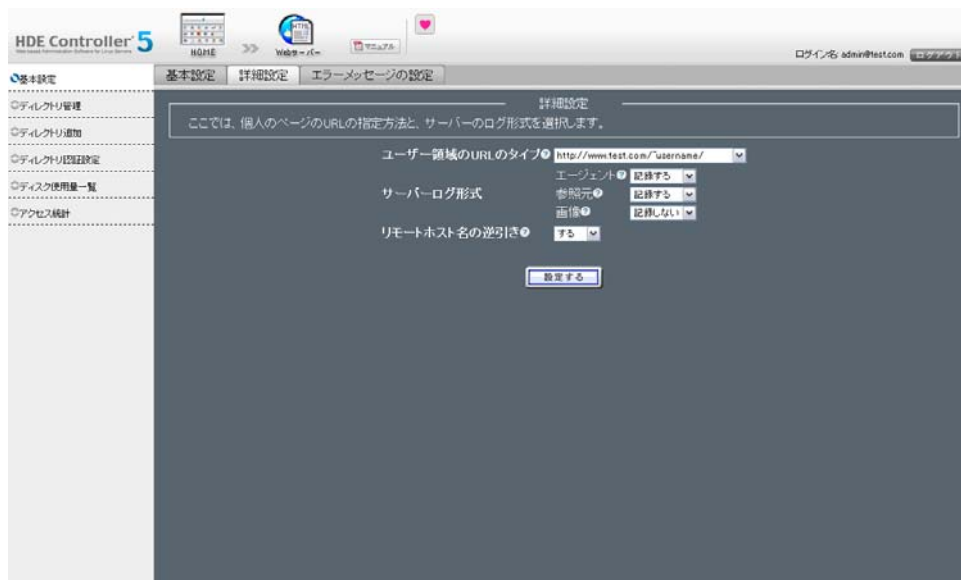 HDE Controller 5
HOME
Webサーバー
マニュアル
ログイン名 admin@test.com ログアウト
基本設定
ディレクトリ管理
ディレクトリ追加
ディレクトリ認証設定
ディスク使用量一覧
アクセス統計
基本設定 詳細設定 エラーメッセージの設定
詳細設定
ここでは、個人のページのURLの指定方法と、サーバーのログ形式を選択します。
ユーザー領域のURLのタイプ http://www.test.com/~username/
サーバーログ形式
エージェント 記録する
参照元 記録する
画像 記録しない
リモートホスト名の逆引き する
設定する